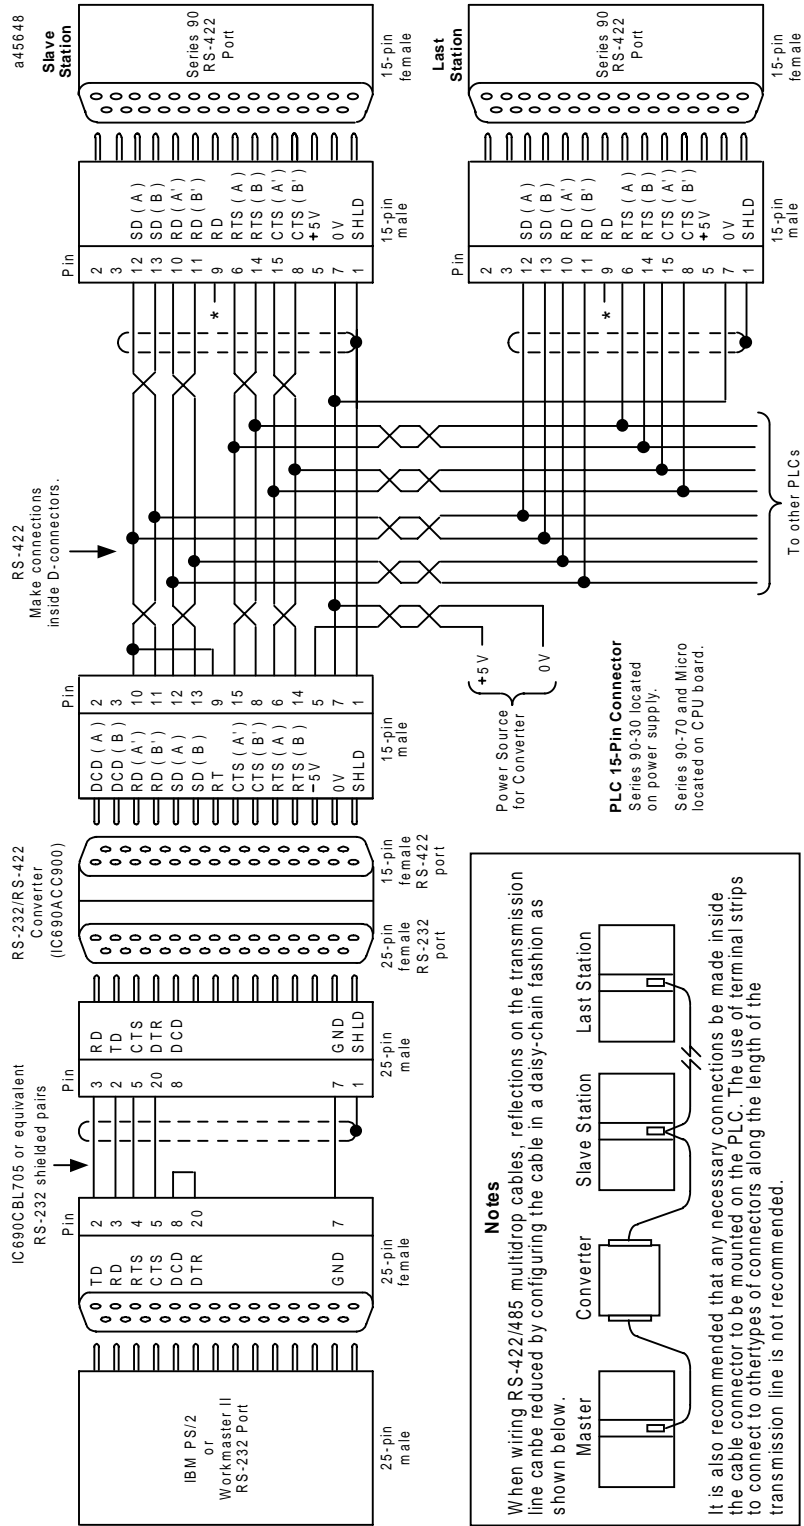 a45648
IC690CBL705 or equivalent
RS-232 shielded pairs
RS-232/RS-422
Converter
(IC690ACC900)
RS-422
Make connections
inside D-connectors.
Slave
Station
IBM PS/2
or
Workmaster II
RS-232 Port
25-pin
male
Pin
TD 2
RD 3
RTS 4
CTS 5
DCD 8
DTR 20
GND 7
25-pin
female
Pin
3 RD
2 TD
5 CTS
20 DTR
8 DCD
7 GND
1 SHLD
25-pin
male
25-pin
female
RS-232
port
15-pin
female
RS-422
port
Pin
DCD (A) 2
DCD (B) 3
RD (A') 10
RD (B') 11
SD (A) 12
SD (B) 13
RT 9
CTS (A') 15
CTS (B') 8
RTS (A) 6
RTS (B) 14
-5V 5
0V 7
SHLD 1
15-pin
male
Pin
2
3
12 SD (A)
13 SD (B)
10 RD (A')
11 RD (B')
* 9 RD
6 RTS (A)
14 RTS (B)
15 CTS (A')
8 CTS (B')
5 +5V
7 0V
1 SHLD
15-pin
male
Series 90
RS-422
Port
15-pin
female
Power Source
for Converter
+5V
0V
PLC 15-Pin Connector
Series 90-30 located
on power supply.
Series 90-70 and Micro
located on CPU board.
To other PLCs
Last
Station
Pin
2
3
12 SD (A)
13 SD (B)
10 RD (A')
11 RD (B')
* 9 RD
6 RTS (A)
14 RTS (B)
15 CTS (A')
8 CTS (B')
5 +5V
7 0V
1 SHLD
15-pin
male
Series 90
RS-422
Port
15-pin
female
Notes
When wiring RS-422/485 multidrop cables, reflections on the transmission
line canbe reduced by configuring the cable in a daisy-chain fashion as
shown below.
Master
Converter
Slave Station
Last Station
It is also recommended that any necessary connections be made inside
the cable connector to be mounted on the PLC. The use of terminal strips
to connect to othertypes of connectors along the length of the
transmission line is not recommended.